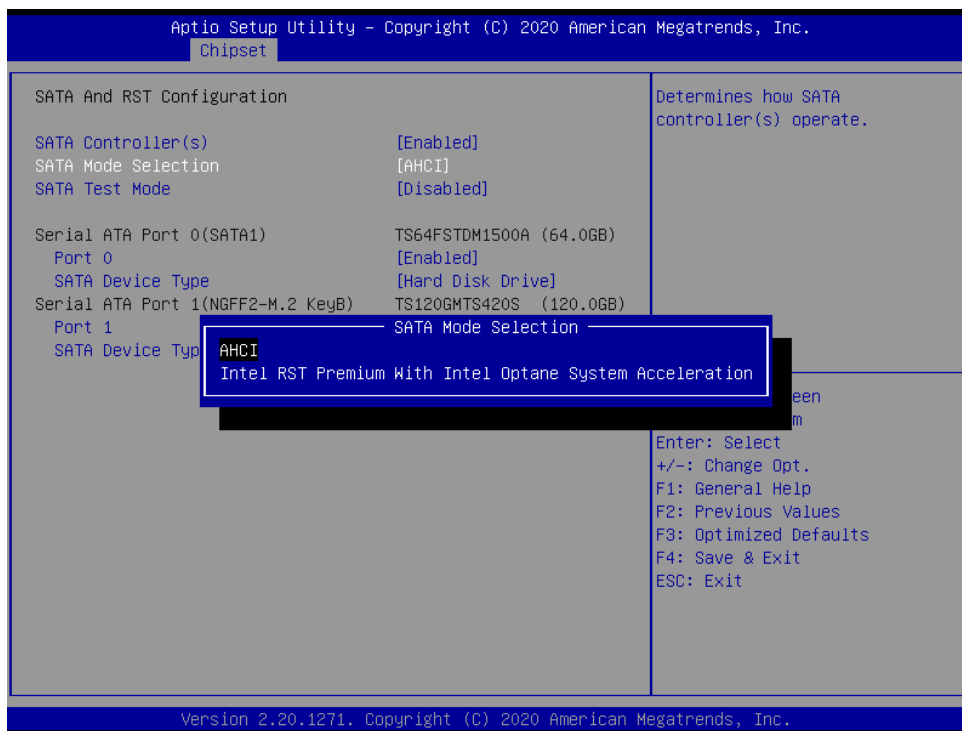 Aptio Setup Utility – Copyright (C) 2020 American Megatrends, Inc.
Chipset
SATA And RST Configuration
SATA Controller(s) [Enabled]
SATA Mode Selection [AHCI]
SATA Test Mode [Disabled]
Serial ATA Port 0(SATA1) TS64FSTDM1500A (64.0GB)
Port 0 [Enabled]
SATA Device Type [Hard Disk Drive]
Serial ATA Port 1(NGFF2-M.2 KeyB) TS120GMTS420S (120.0GB)
Port 1
SATA Device Typ
SATA Mode Selection
AHCI
Intel RST Premium With Intel Optane System Acceleration
Determines how SATA
controller(s) operate.
een
m
Enter: Select
+/-: Change Opt.
F1: General Help
F2: Previous Values
F3: Optimized Defaults
F4: Save & Exit
ESC: Exit
Version 2.20.1271. Copyright (C) 2020 American Megatrends, Inc.